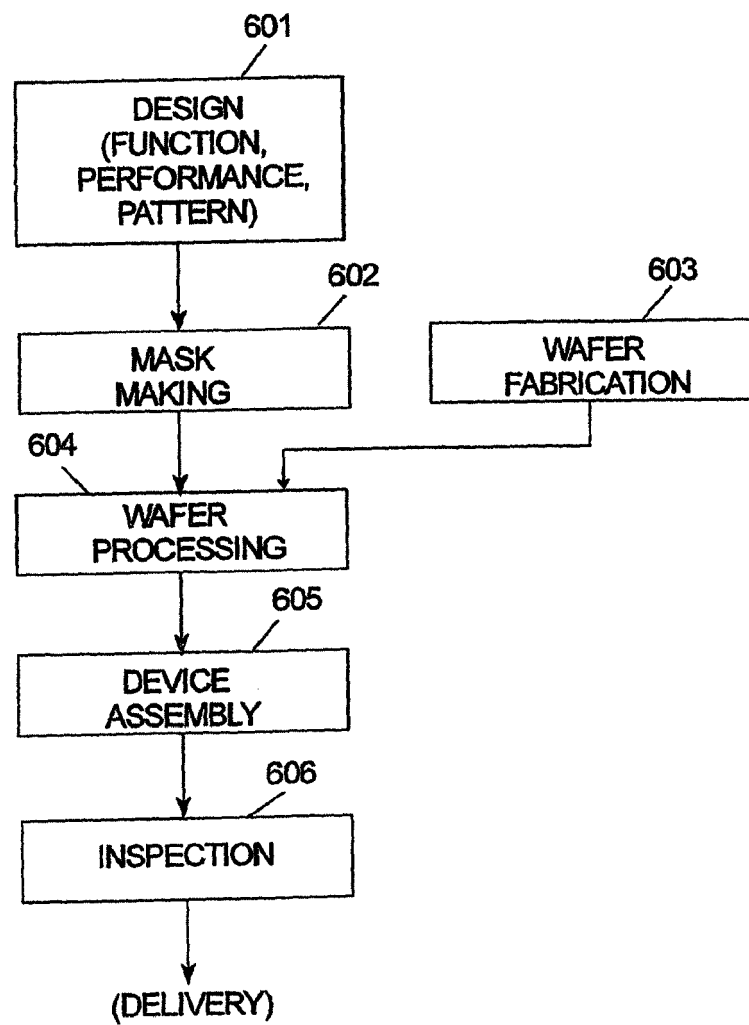 601
DESIGN
(FUNCTION,
PERFORMANCE,
PATTERN)
602
MASK
MAKING
603
WAFER
FABRICATION
604
WAFER
PROCESSING
605
DEVICE
ASSEMBLY
606
INSPECTION
(DELIVERY)